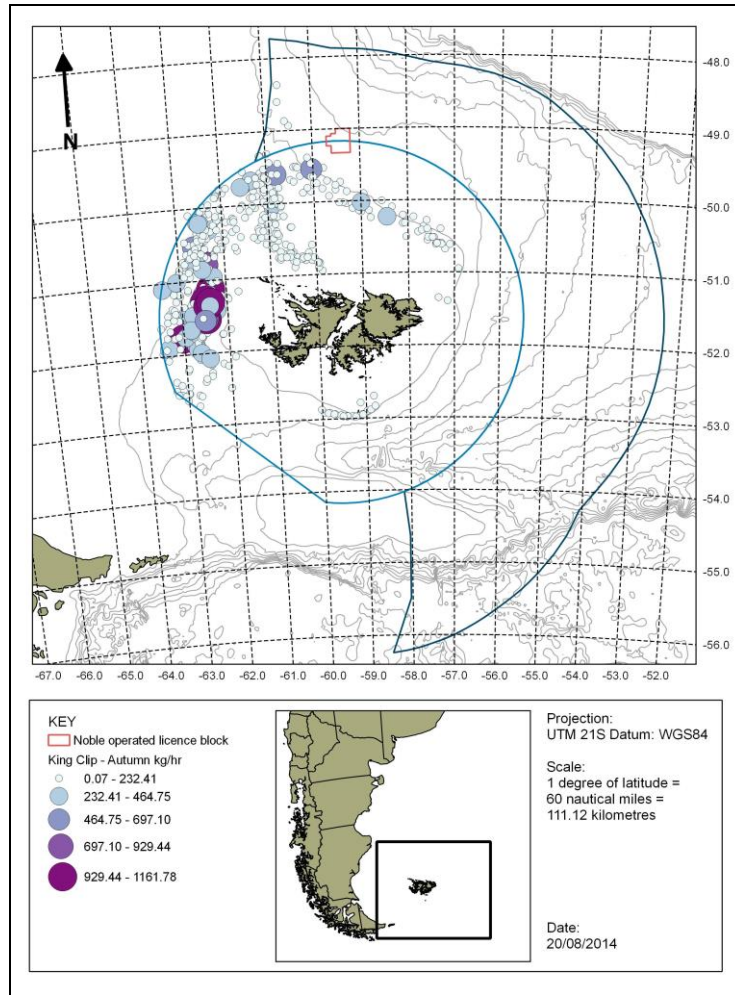 N
-48.0
-49.0
-50.0
-51.0
-52.0
-53.0
-54.0
-55.0
-56.0
-67.0 -66.0 -65.0 -64.0 -63.0 -62.0 -61.0 -60.0 -59.0 -58.0 -57.0 -56.0 -55.0 -54.0 -53.0 -52.0
KEY
Noble operated licence block
King Clip - Autumn kg/hr
0.07 - 232.41
232.41 - 464.75
464.75 - 697.10
697.10 - 929.44
929.44 - 1161.78
Projection:
UTM 21S Datum: WGS84
Scale:
1 degree of latitude =
60 nautical miles =
111.12 kilometres
Date:
20/08/2014